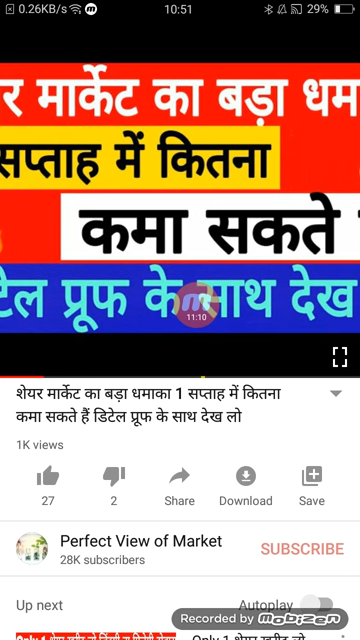 0.26KB/s 10:51 29%
र मार्केट का बड़ा धम
सप्ताह में कितना
कमा सकते
टेल प्रूफ के साथ देख
11:10
शेयर मार्केट का बड़ा धमाका 1 सप्ताह में कितना
कमा सकते हैं डिटेल प्रूफ के साथ देख लो
1K views
27 2 Share Download Save
Perfect View of Market
28K subscribers
SUBSCRIBE
Up next Autoplay
Recorded by mobizen
Only 1 शेयर खरीद लो